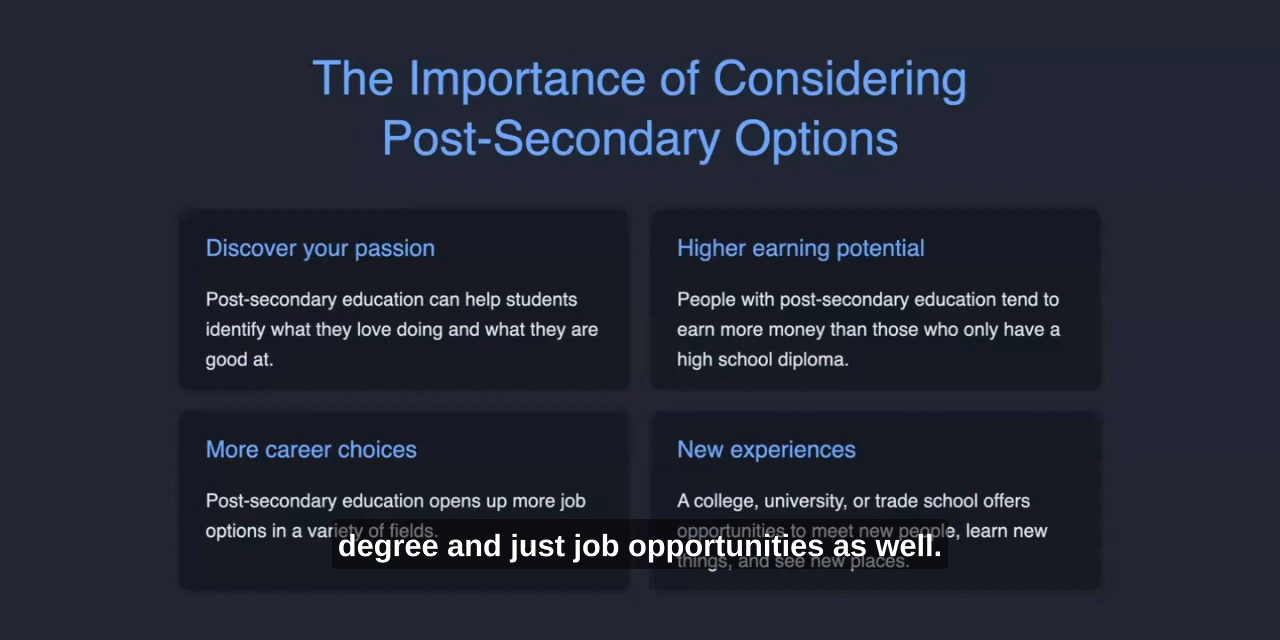 The Importance of Considering
Post-Secondary Options
Discover your passion
Post-secondary education can help students
identify what they love doing and what they are
good at.
Higher earning potential
People with post-secondary education tend to
earn more money than those who only have a
high school diploma.
More career choices
Post-secondary education opens up more job
options in a variety of fields.
New experiences
A college, university, or trade school offers
opportunities to meet new people, learn new
things, and see new places.
degree and just job opportunities as well.